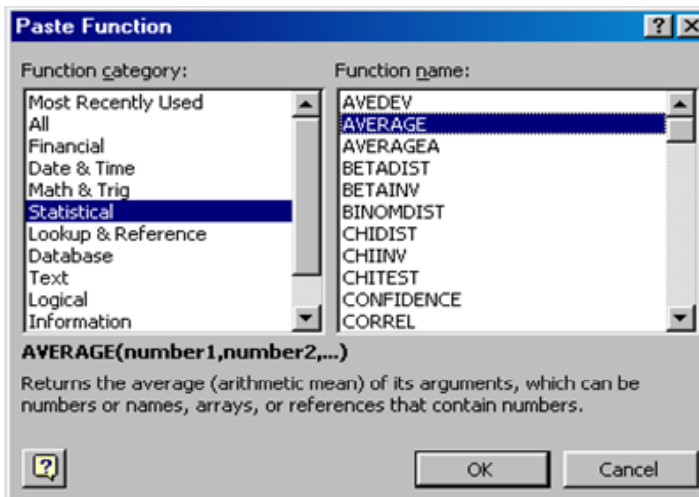 Paste Function
?
Function category:
Most Recently Used
All
Financial
Date & Time
Math & Trig
Statistical
Lookup & Reference
Database
Text
Logical
Information
Function name:
AVEDEV
AVERAGE
AVERAGEA
BETADIST
BETAINV
BINOMDIST
CHIDIST
CHIINV
CHITEST
CONFIDENCE
CORREL
AVERAGE(number1,number2,...)
Returns the average (arithmetic mean) of its arguments, which can be
numbers or names, arrays, or references that contain numbers.
?
OK
Cancel